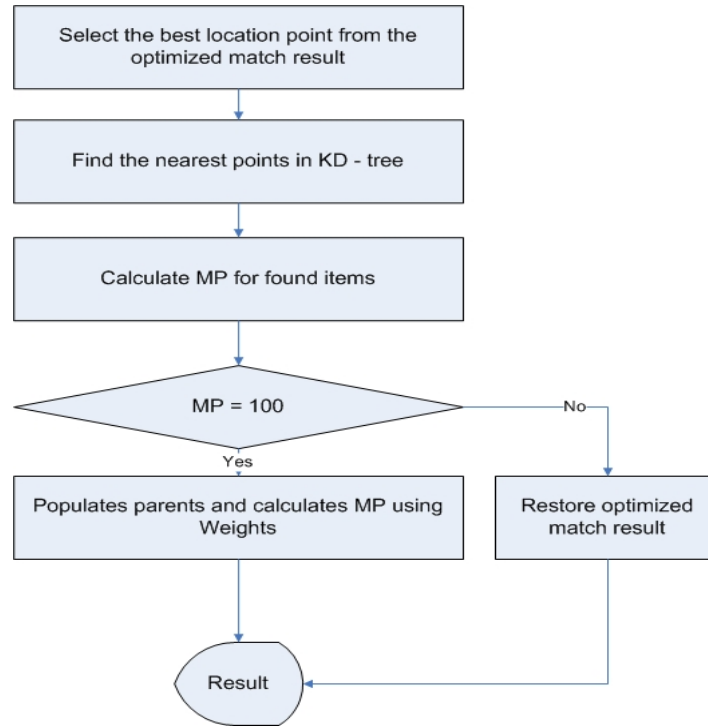 Select the best location point from the
optimized match result
Find the nearest points in KD - tree
Calculate MP for found items
MP = 100
No
Yes
Populates parents and calculates MP using
Weights
Restore optimized
match result
Result